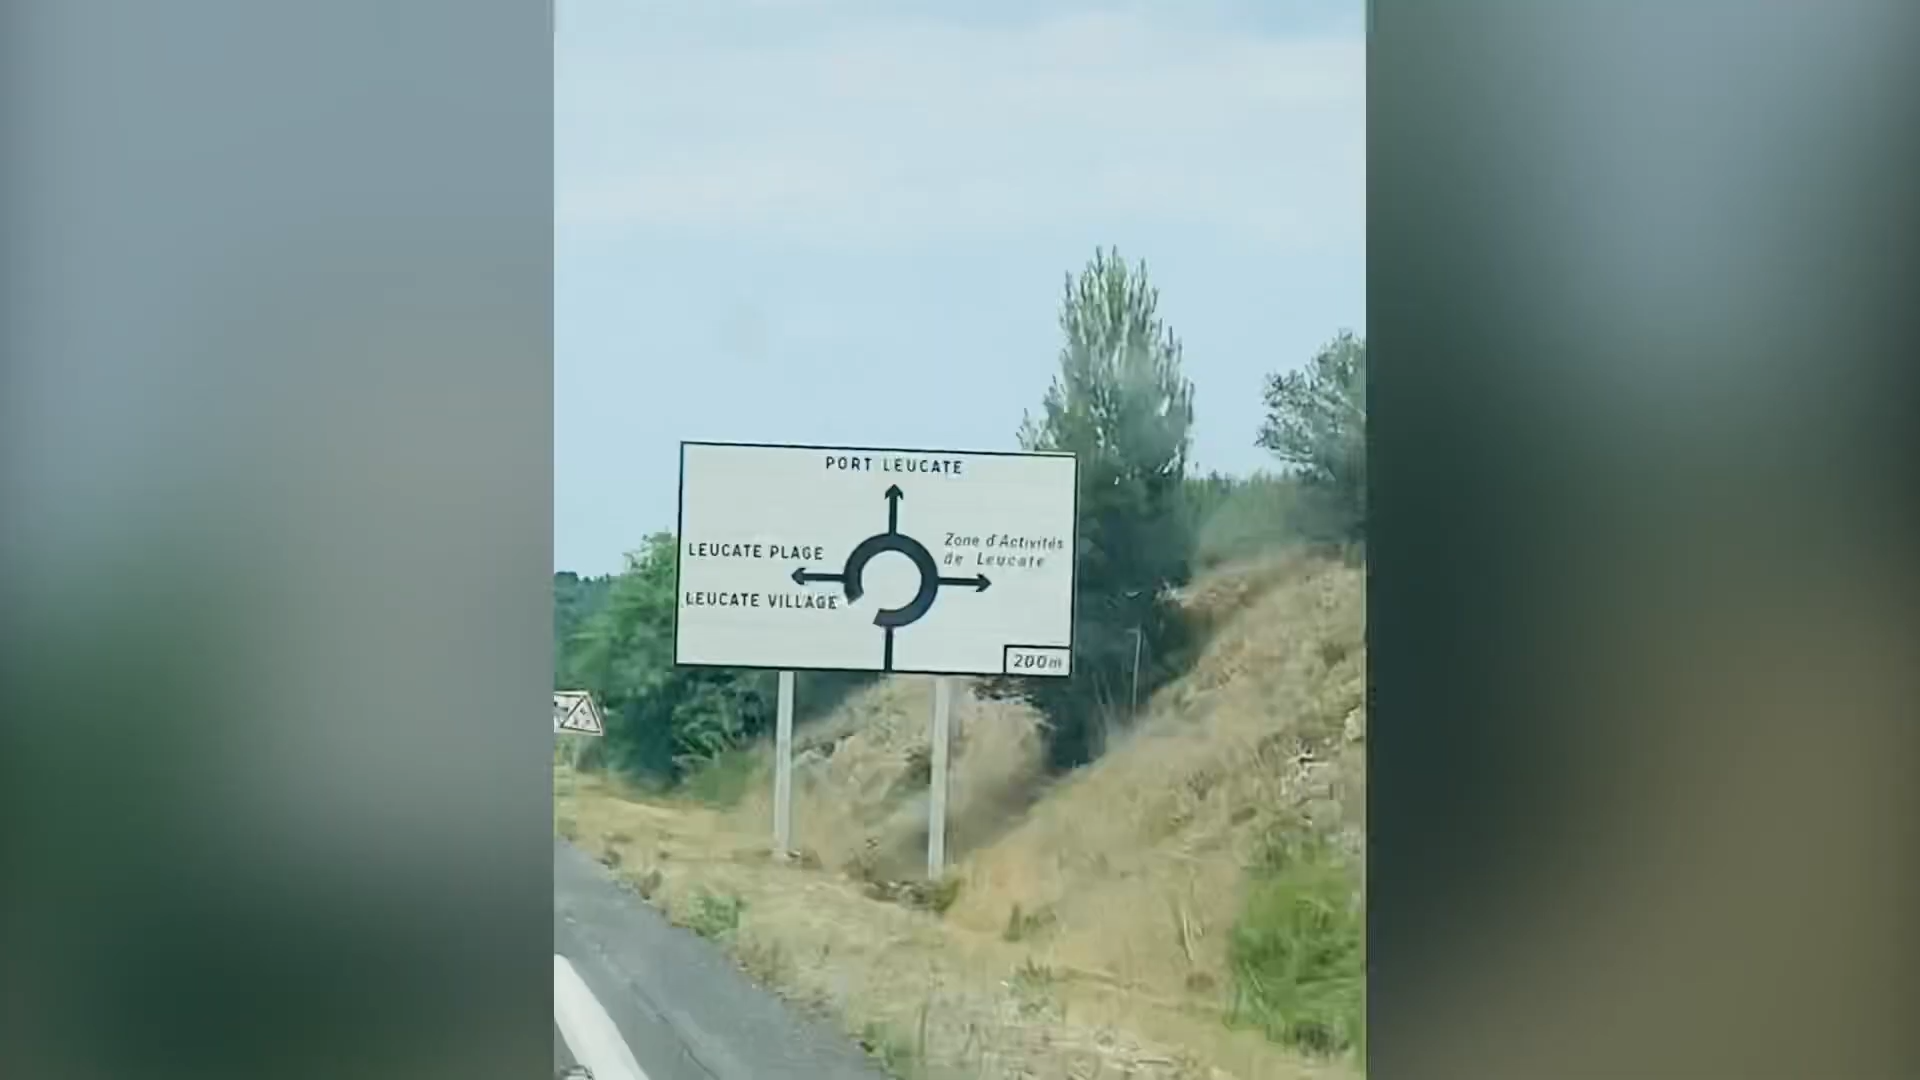 PORT LEUCATE
LEUCATE PLAGE
LEUCATE VILLAGE
Zone d'Activités
de Leucate
200m